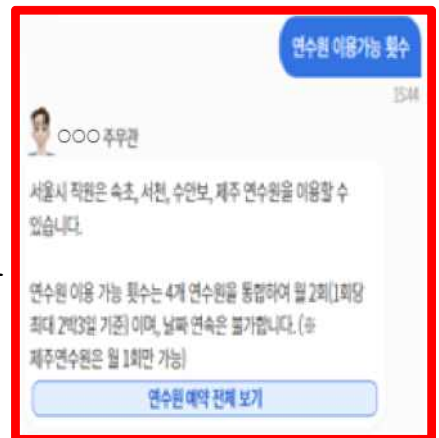 연수원 이용가능 횟수
15:44
○○○ 주무관
서울시 직원은 속초, 서천, 수안보, 제주 연수원을 이용할 수
있습니다.
연수원 이용 가능 횟수는 4개 연수원을 통합하여 월 2회(1회당
최대 2박3일 기준) 이며, 날짜 연속은 불가합니다. (※
제주연수원은 월 1회만 가능)
연수원 예약 전체 보기